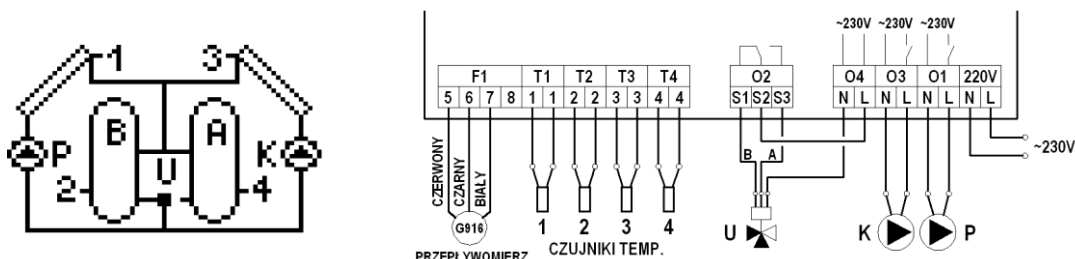 1 3
B A
P U K
2 4
~230V ~230V ~230V
F1 T1 T2 T3 T4 O2 O4 O3 O1 220V
5 6 7 8 1 1 2 2 3 3 4 4 S1 S2 S3 N L N L N L N L
CZERWONY
CZARNY
BIAŁY
B A
~230V
G916
1 2 3 4
U K P
PRZEPŁYWOMIERZ CZUJNIKI TEMP.